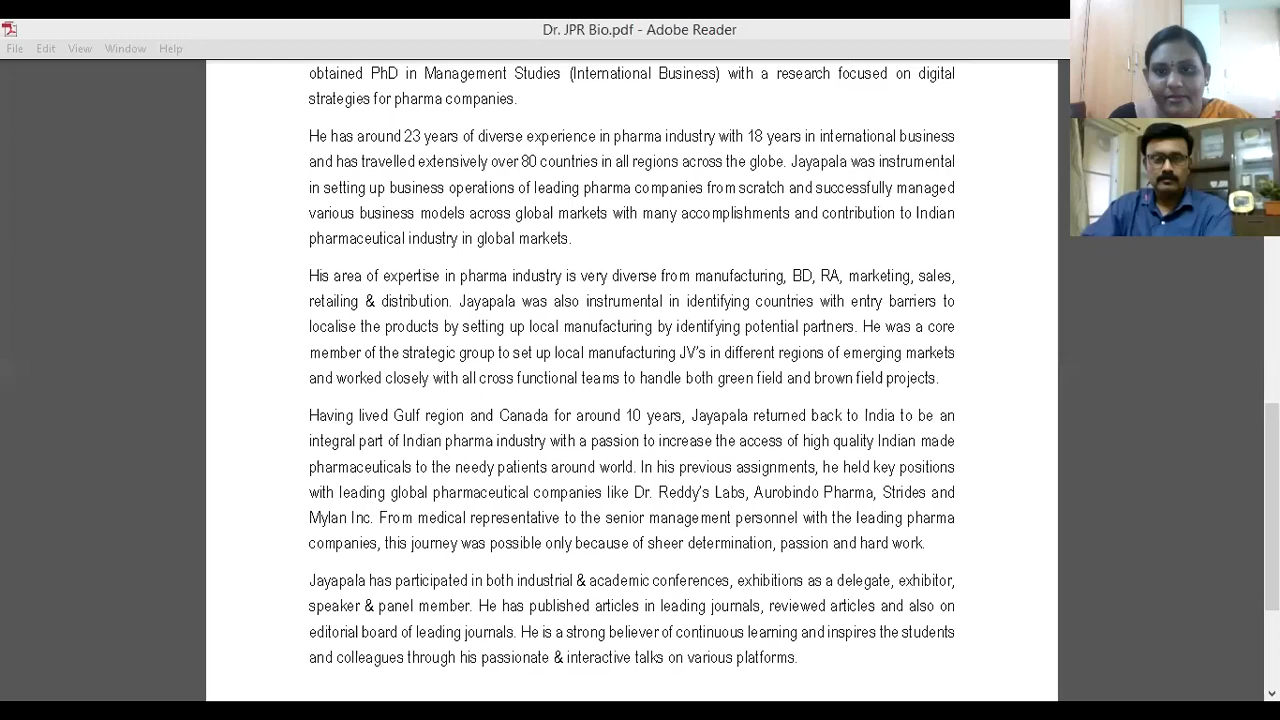 Dr. JPR Bio.pdf - Adobe Reader
File Edit View Window Help
obtained PhD in Management Studies (International Business) with a research focused on digital
strategies for pharma companies.
He has around 23 years of diverse experience in pharma industry with 18 years in international business
and has travelled extensively over 80 countries in all regions across the globe. Jayapala was instrumental
in setting up business operations of leading pharma companies from scratch and successfully managed
various business models across global markets with many accomplishments and contribution to Indian
pharmaceutical industry in global markets.
His area of expertise in pharma industry is very diverse from manufacturing, BD, RA, marketing, sales,
retailing & distribution. Jayapala was also instrumental in identifying countries with entry barriers to
localise the products by setting up local manufacturing by identifying potential partners. He was a core
member of the strategic group to set up local manufacturing JV's in different regions of emerging markets
and worked closely with all cross functional teams to handle both green field and brown field projects.
Having lived Gulf region and Canada for around 10 years, Jayapala returned back to India to be an
integral part of Indian pharma industry with a passion to increase the access of high quality Indian made
pharmaceuticals to the needy patients around world. In his previous assignments, he held key positions
with leading global pharmaceutical companies like Dr. Reddy's Labs, Aurobindo Pharma, Strides and
Mylan Inc. From medical representative to the senior management personnel with the leading pharma
companies, this journey was possible only because of sheer determination, passion and hard work.
Jayapala has participated in both industrial & academic conferences, exhibitions as a delegate, exhibitor,
speaker & panel member. He has published articles in leading journals, reviewed articles and also on
editorial board of leading journals. He is a strong believer of continuous learning and inspires the students
and colleagues through his passionate & interactive talks on various platforms.